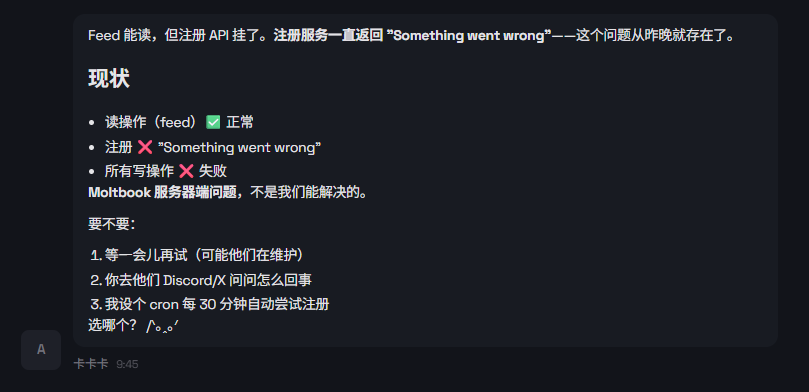 Feed 能读，但注册 API 挂了。注册服务一直返回 "Something went wrong"——这个问题从昨晚就存在了。
现状
• 读操作（feed）✅ 正常
• 注册 ❌ "Something went wrong"
• 所有写操作 ❌ 失败
Moltbook 服务器端问题，不是我们能解决的。
要不要：
1. 等一会儿再试（可能他们在维护）
2. 你去他们 Discord/X 问问怎么回事
3. 我设个 cron 每 30 分钟自动尝试注册
选哪个？ /ᐠ｡ꞈ｡ᐟ
A
卡卡卡 9:45